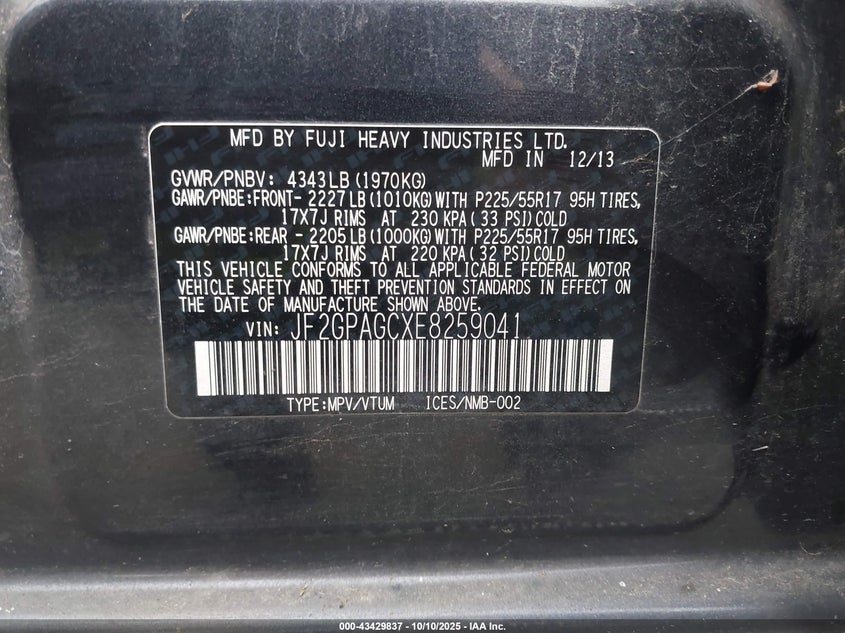 MFD BY FUJI HEAVY INDUSTRIES LTD.
MFD IN 12/13
GVWR/PNBV: 4343LB(1970KG)
GAWR/PNBE:FRONT- 2227LB(1010KG)WITH P225/55R17 95H TIRES,
17X7J RIMS AT 230 KPA( 33 PSI)COLD
GAWR/PNBE:REAR - 2205LB(1000KG)WITH P225/55R17 95H TIRES,
17X7J RIMS AT 220 KPA( 32 PSI)COLD
THIS VEHICLE CONFORMS TO ALL APPLICABLE FEDERAL MOTOR
VEHICLE SAFETY AND THEFT PREVENTION STANDARDS IN EFFECT ON
THE DATE OF MANUFACTURE SHOWN ABOVE.
VIN: JF2GPAGCXE8259041
TYPE:MPV/VTUM ICES/NMB-002
000-43429837 - 10/10/2025 - IAA Inc.